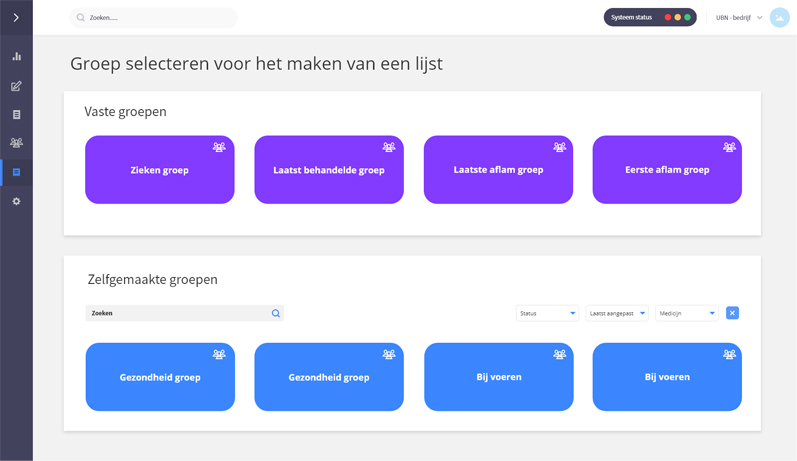 Zoeken.....
Systeem status
UBN - bedrijf
Groep selecteren voor het maken van een lijst
Vaste groepen
Zieken groep
Laatst behandelde groep
Laatste aflam groep
Eerste aflam groep
Zelfgemaakte groepen
Zoeken
Status
Laatst aangepast
Medicijn
Gezondheid groep
Gezondheid groep
Bij voeren
Bij voeren